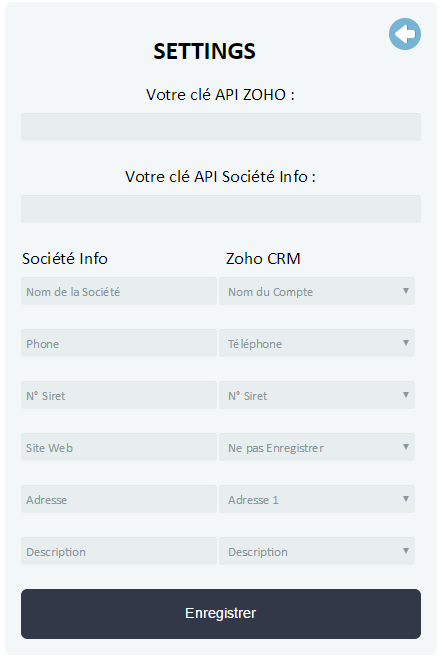 SETTINGS
Votre clé API ZOHO :
Votre clé API Société Info :
Société Info Zoho CRM
Nom de la Société Nom du Compte
Phone Téléphone
N° Siret N° Siret
Site Web Ne pas Enregistrer
Adresse Adresse 1
Description Description
Enregistrer